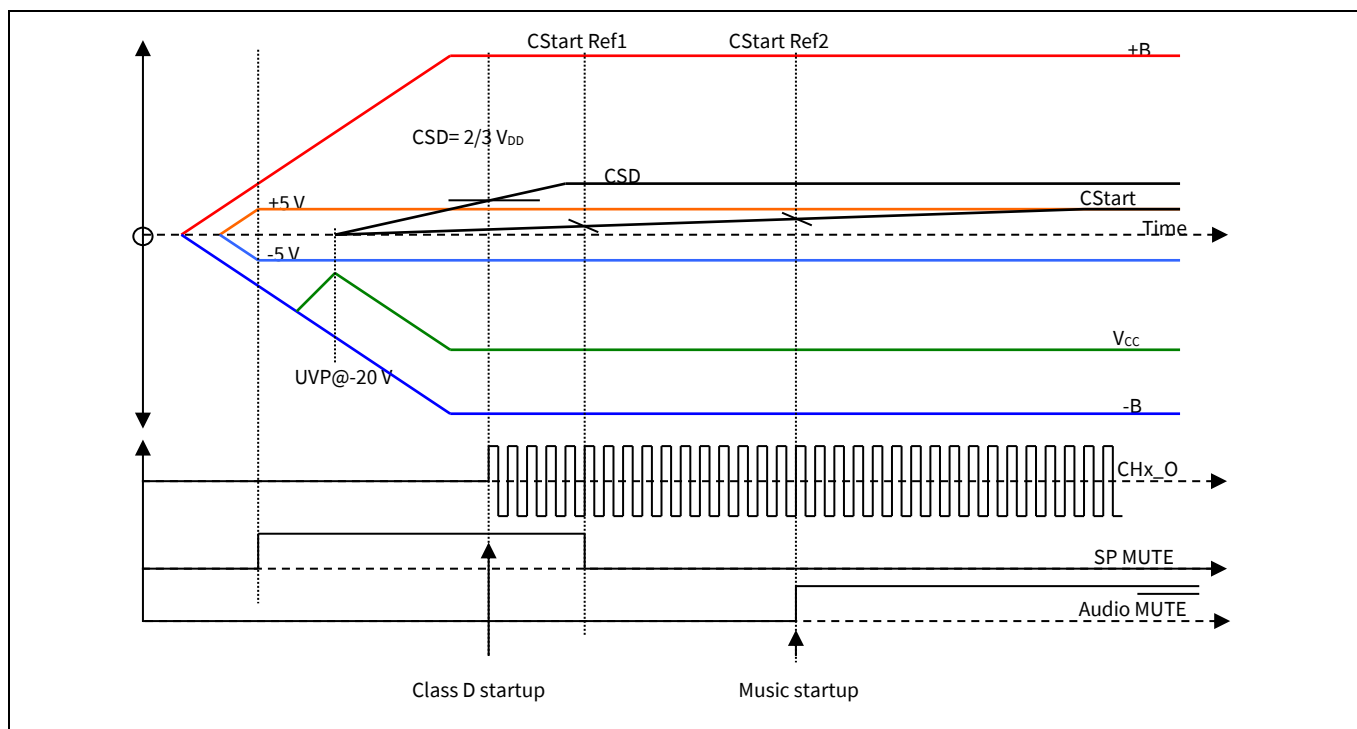 CStart Ref1
CStart Ref2
+B
CSD= 2/3 VDD
CSD
+5 V
CStart
Time
-5 V
VCC
UVP@-20 V
-B
CHx_O
SP MUTE
Audio MUTE
Class D startup
Music startup